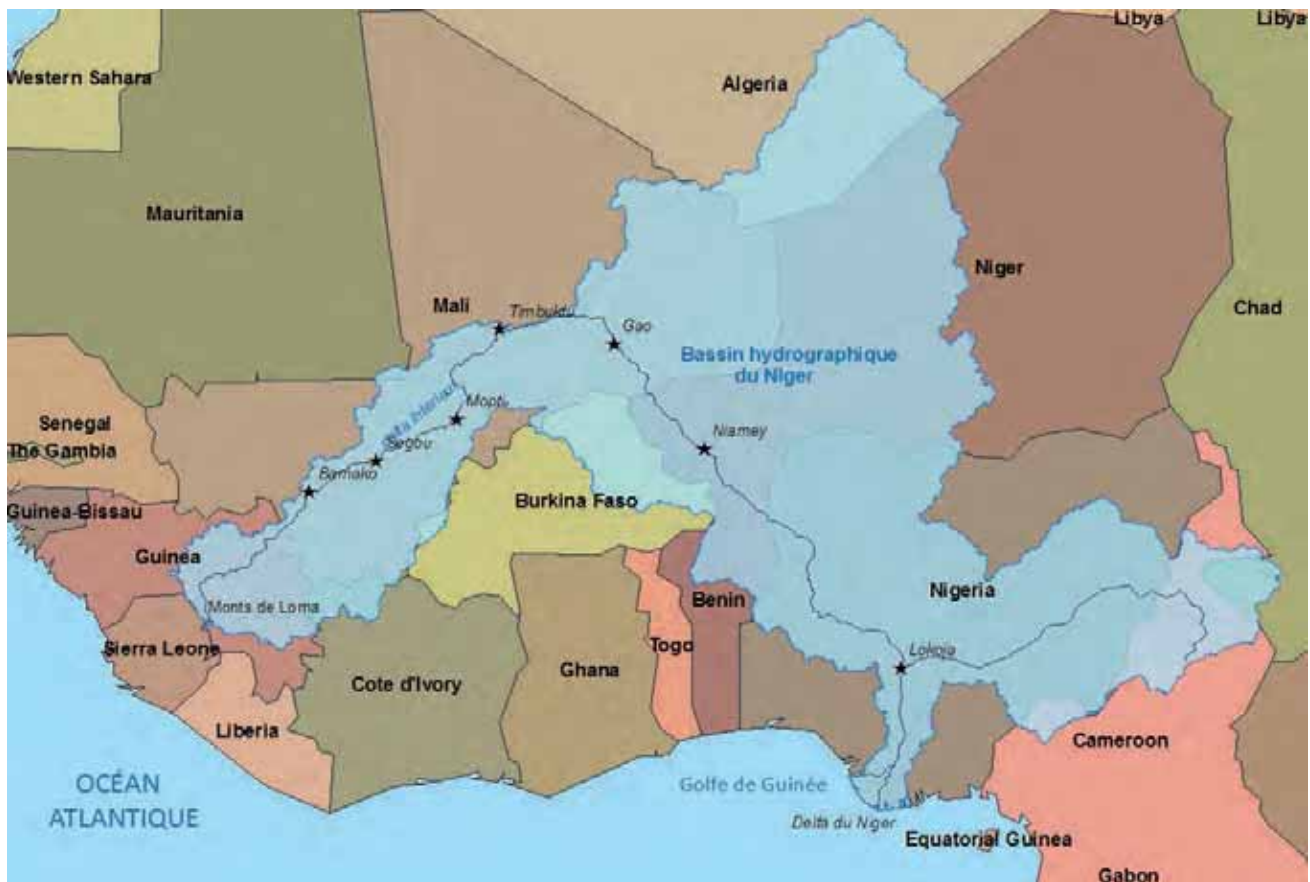 Libya
Libya
Western Sahara
Algeria
Mauritania
Niger
Mali
Timbuktu
Chad
Gao
Bassin hydrographique
du Niger
Mopti
Senegal
Niamey
The Gambia
Segou
Bamako
Burkina Faso
Guinea-Bissau
Guinea
Nigeria
Benin
Monts de Loma
Sierra Leone
Togo
Lokoja
Ghana
Cote d'Ivory
Liberia
Cameroon
OCÉAN
ATLANTIQUE
Golfe de Guinée
Delta du Niger
Equatorial Guinea
Gabon